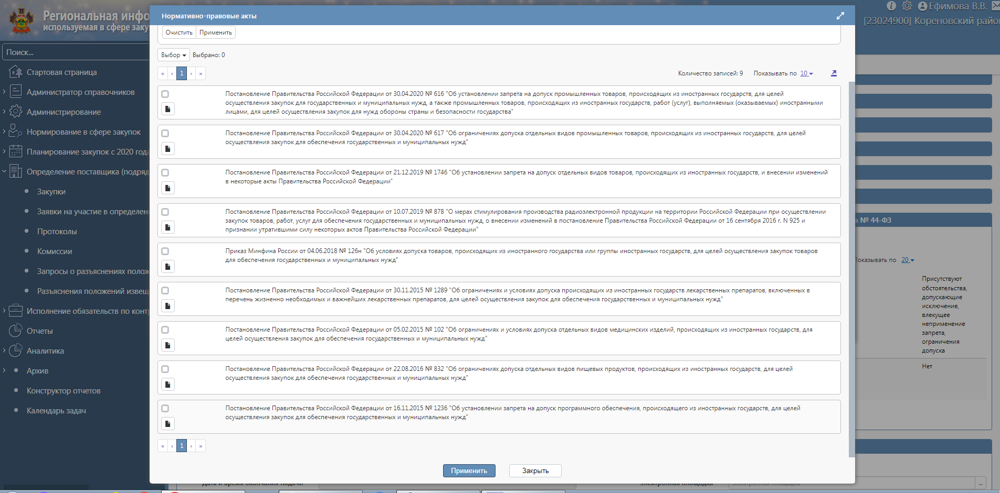 Региональная инфо
используемая в сфере заку
Ефимова В.В.
[23024900] Кореновский райо
Поиск...
Стартовая страница
Администратор справочников
Администрирование
Нормирование в сфере закупок
Планирование закупок с 2020 года
Определение поставщика (подряд
Закупки
Заявки на участие в определен
Протоколы
Комиссии
Запросы о разъяснениях полож
Разъяснения положений извещ
Исполнение обязательств по конт
Отчеты
Аналитика
Архив
Конструктор отчетов
Календарь задач
Нормативно-правовые акты
Очистить Применить
Выбор Выбрано: 0
« ‹ 1 › » Количество записей: 9 Показывать по 10
Постановление Правительства Российской Федерации от 30.04.2020 № 616 "Об установлении запрета на допуск промышленных товаров, происходящих из иностранных государств, для целей
осуществления закупок для государственных и муниципальных нужд, а также промышленных товаров, происходящих из иностранных государств, работ (услуг), выполняемых (оказываемых) иностранными
лицами, для целей осуществления закупок для нужд обороны страны и безопасности государства"
Постановление Правительства Российской Федерации от 30.04.2020 № 617 "Об ограничениях допуска отдельных видов промышленных товаров, происходящих из иностранных государств, для целей
осуществления закупок для обеспечения государственных и муниципальных нужд"
Постановление Правительства Российской Федерации от 21.12.2019 № 1746 "Об установлении запрета на допуск отдельных видов товаров, происходящих из иностранных государств, и внесении изменений
в некоторые акты Правительства Российской Федерации"
Постановление Правительства Российской Федерации от 10.07.2019 № 878 "О мерах стимулирования производства радиоэлектронной продукции на территории Российской Федерации при осуществлении
закупок товаров, работ, услуг для обеспечения государственных и муниципальных нужд, о внесении изменений в постановление Правительства Российской Федерации от 16 сентября 2016 г. N 925 и
признании утратившими силу некоторых актов Правительства Российской Федерации"
Приказ Минфина России от 04.06.2018 № 126н "Об условиях допуска товаров, происходящих из иностранного государства или группы иностранных государств, для целей осуществления закупок товаров
для обеспечения государственных и муниципальных нужд"
Постановление Правительства Российской Федерации от 30.11.2015 № 1289 "Об ограничениях и условиях допуска происходящих из иностранных государств лекарственных препаратов, включенных в
перечень жизненно необходимых и важнейших лекарственных препаратов, для целей осуществления закупок для обеспечения государственных и муниципальных нужд"
Постановление Правительства Российской Федерации от 05.02.2015 № 102 "Об ограничениях и условиях допуска отдельных видов медицинских изделий, происходящих из иностранных государств, для
целей осуществления закупок для обеспечения государственных и муниципальных нужд"
Постановление Правительства Российской Федерации от 22.08.2016 № 832 "Об ограничениях допуска отдельных видов пищевых продуктов, происходящих из иностранных государств, для целей
осуществления закупок для обеспечения государственных и муниципальных нужд"
Постановление Правительства Российской Федерации от 16.11.2015 № 1236 "Об установлении запрета на допуск программного обеспечения, происходящего из иностранных государств, для целей
осуществления закупок для обеспечения государственных и муниципальных нужд"
« ‹ 1 › »
Применить Закрыть
а № 44-ФЗ
Показывать по 20
Присутствуют
обстоятельства,
допускающие
исключение,
влекущее
неприменение
запрета,
ограничения
допуска
Нет
Дата и время окончания подачи Электронная площадка Электронная площадка ...